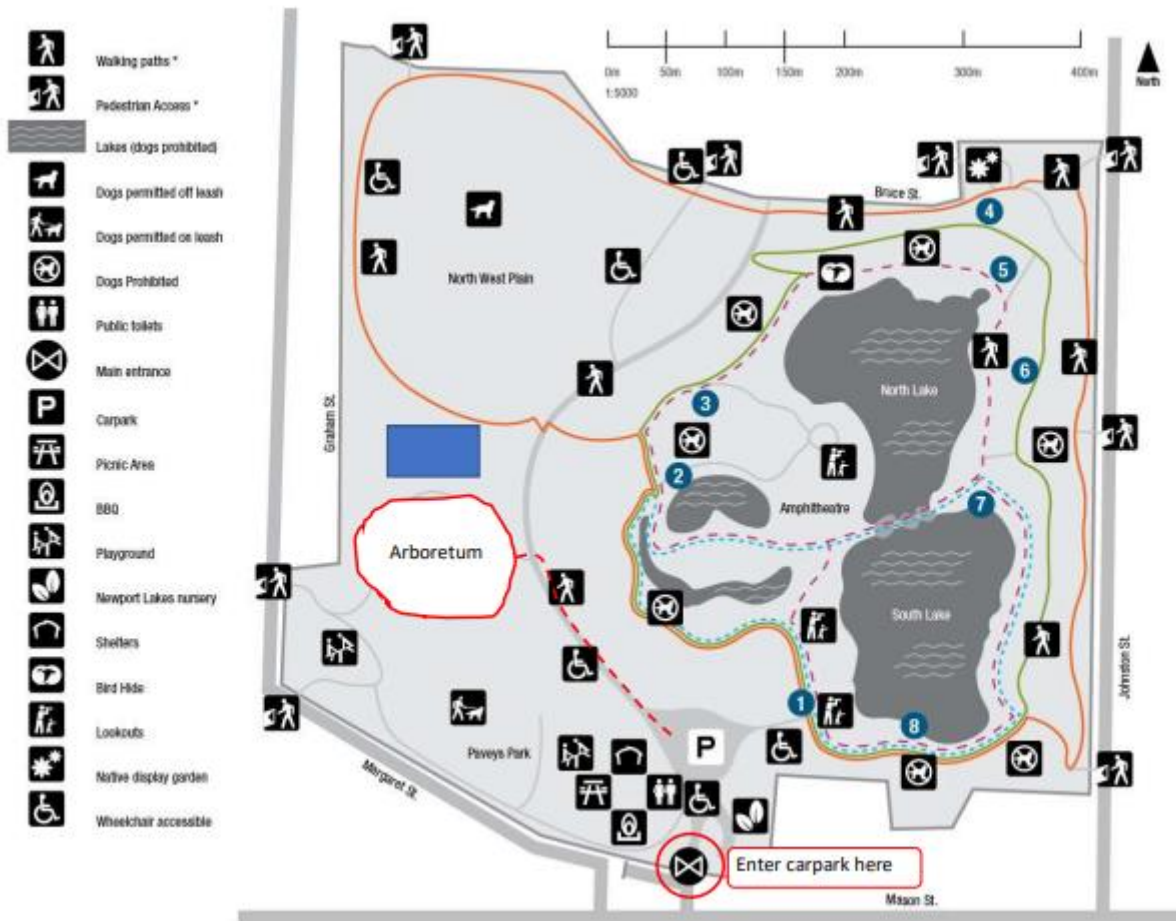 Walking paths *
Pedestrian Access *
Lakes (dogs prohibited)
Dogs permitted off leash
Dogs permitted on leash
Dogs Prohibited
Public toilets
Main entrance
P
Carpark
Picnic Area
BBQ
Playground
Newport Lakes nursery
Shelters
Bird Hide
Lookouts
Native display garden
Wheelchair accessible
0m 50m 100m 150m 200m 300m 400m
1:5000
North
Bruce St.
4
5
North West Plain
North Lake
6
3
Graham St.
2
Amphitheatre
7
Arboretum
South Lake
Johnston St.
1
8
P
Paveys Park
Margaret St.
Enter carpark here
Mason St.